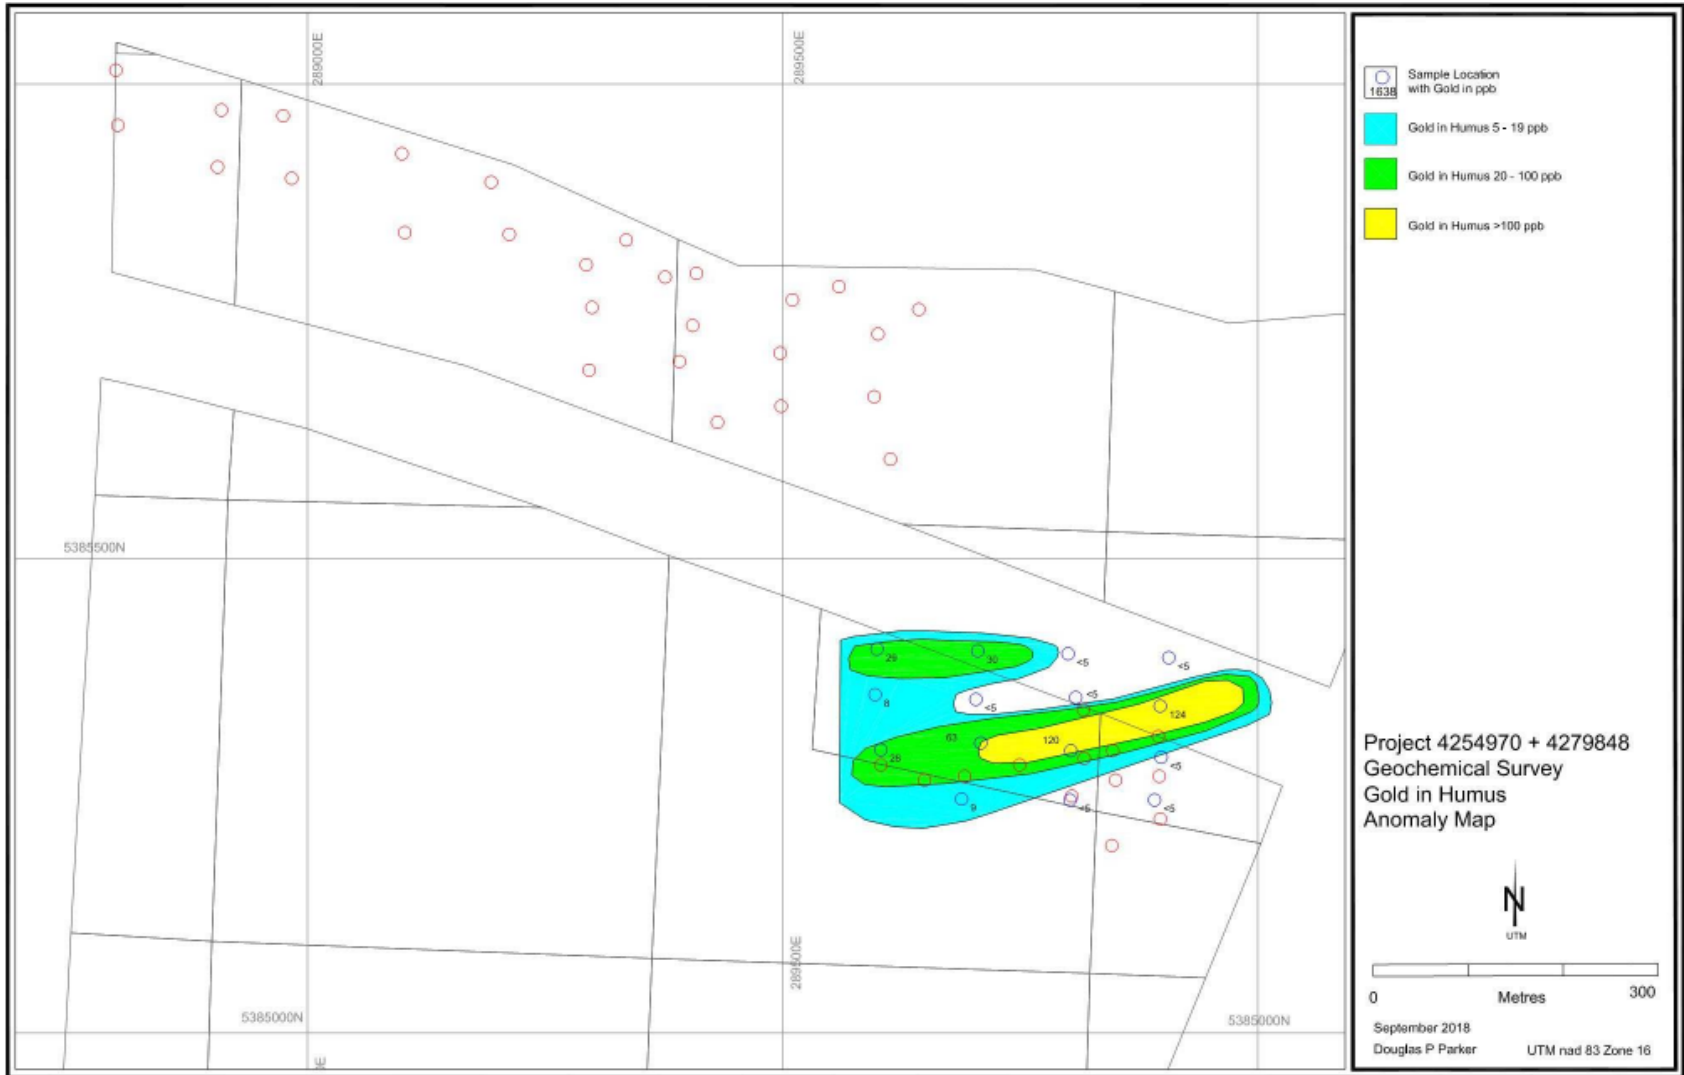 289000E
289500E
5385500N
29
30
<5
<5
8
<5
<5
124
63
120
28
<5
9
<5
<5
289500E
5385000N
5385000N
E
1638
Sample Location
with Gold in ppb
Gold in Humus 5 - 19 ppb
Gold in Humus 20 - 100 ppb
Gold in Humus >100 ppb
Project 4254970 + 4279848
Geochemical Survey
Gold in Humus
Anomaly Map
N
UTM
0
Metres
300
September 2018
Douglas P Parker
UTM nad 83 Zone 16